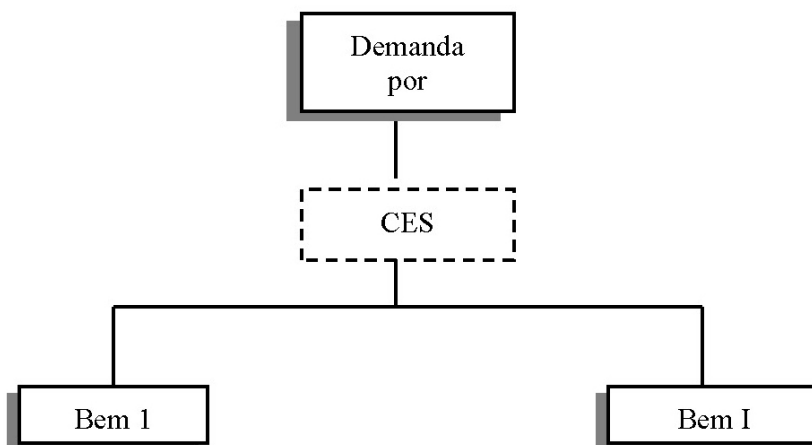 Demanda
por
CES
Bem 1
Bem I